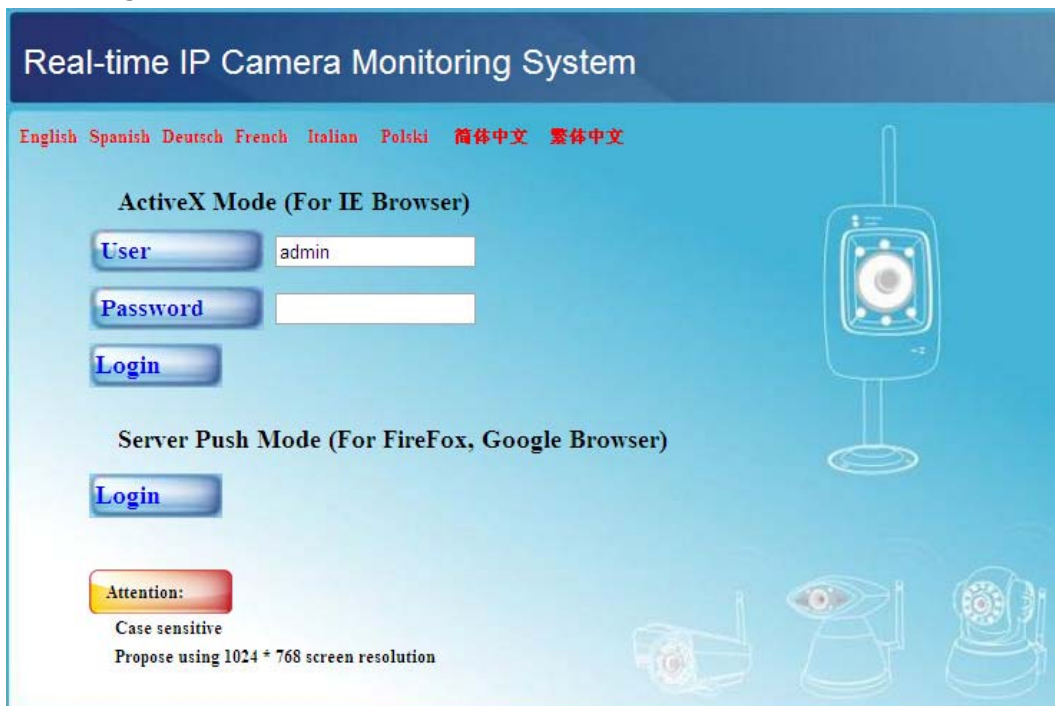 Real-time IP Camera Monitoring System
English Spanish Deutsch French Italian Polski 简体中文 繁体中文
ActiveX Mode (For IE Browser)
User admin
Password
Login
Server Push Mode (For FireFox, Google Browser)
Login
Attention:
Case sensitive
Propose using 1024 * 768 screen resolution